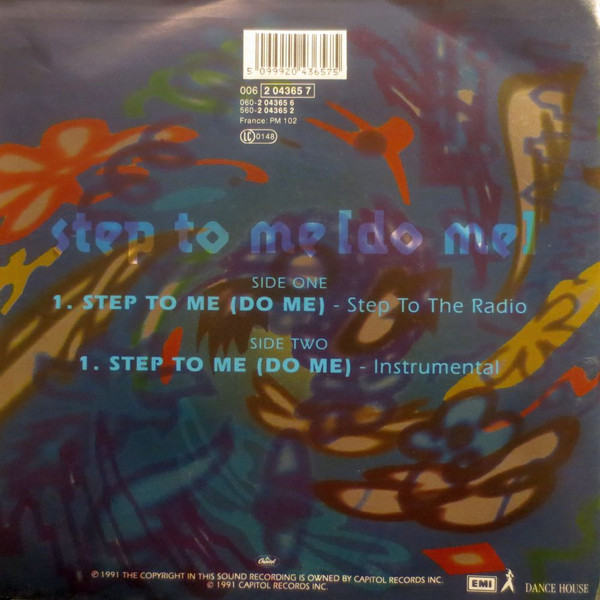 5 099920 436575
006 2 04365 7
060-2 04365 6
560-2 04365 2
France: PM 102
LC 0148
step to me [do me]
SIDE ONE
1. STEP TO ME (DO ME) - Step To The Radio
SIDE TWO
1. STEP TO ME (DO ME) - Instrumental
Capitol
℗ 1991 THE COPYRIGHT IN THIS SOUND RECORDING IS OWNED BY CAPITOL RECORDS INC.
© 1991 CAPITOL RECORDS INC.
EMI
DANCE HOUSE